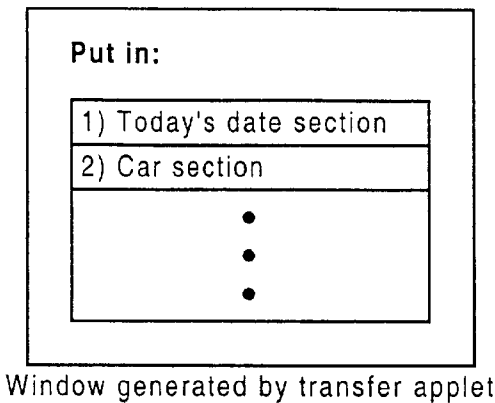 Put in:
1) Today's date section
2) Car section
Window generated by transfer applet